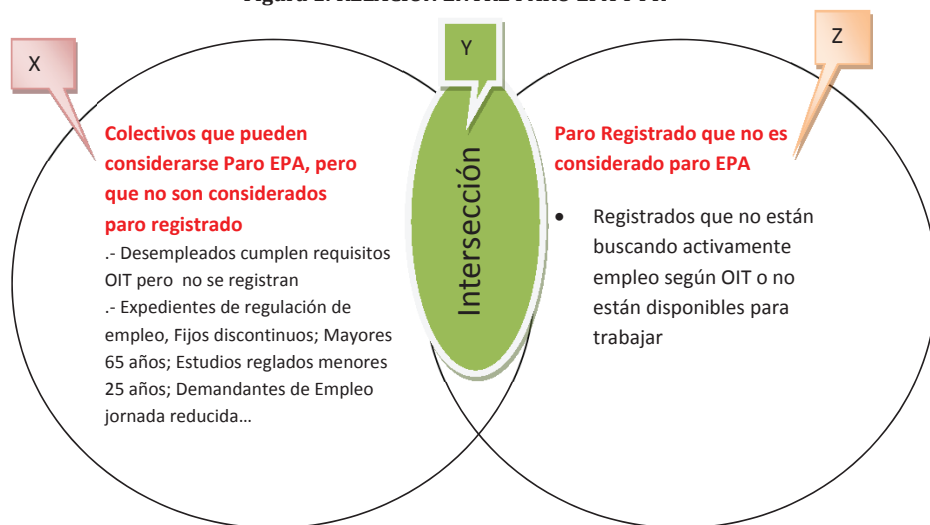 X
Y
Z
Colectivos que pueden
considerarse Paro EPA, pero
que no son considerados
paro registrado
.- Desempleados cumplen requisitos
OIT pero no se registran
.- Expedientes de regulación de
empleo, Fijos discontinuos; Mayores
65 años; Estudios reglados menores
25 años; Demandantes de Empleo
jornada reducida…
Intersección
Paro Registrado que no es
considerado paro EPA
• Registrados que no están
buscando activamente
empleo según OIT o no
están disponibles para
trabajar